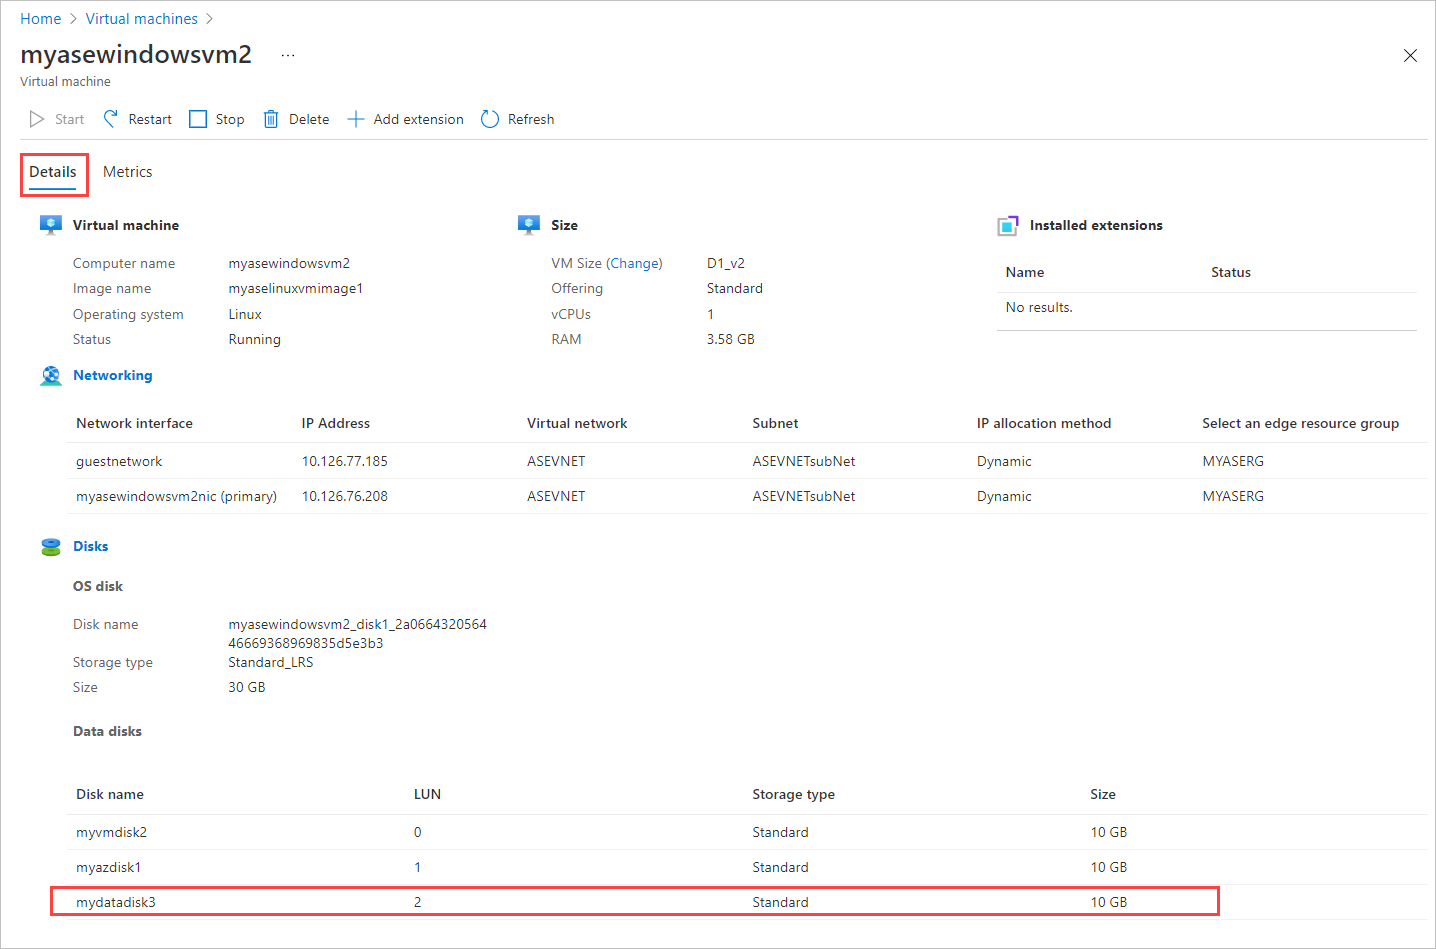 Home > Virtual machines >
myasewindowsvm2 ...
Virtual machine
Start Restart Stop Delete Add extension Refresh
Details Metrics
Virtual machine
Computer name myasewindowsvm2
Image name myaselinuxvmimage1
Operating system Linux
Status Running
Size
VM Size (Change) D1_v2
Offering Standard
vCPUs 1
RAM 3.58 GB
Installed extensions
Name Status
No results.
Networking
Network interface IP Address Virtual network Subnet IP allocation method Select an edge resource group
guestnetwork 10.126.77.185 ASEVNET ASEVNETsubNet Dynamic MYASERG
myasewindowsvm2nic (primary) 10.126.76.208 ASEVNET ASEVNETsubNet Dynamic MYASERG
Disks
OS disk
Disk name myasewindowsvm2_disk1_2a0664320564
46669368969835d5e3b3
Storage type Standard_LRS
Size 30 GB
Data disks
Disk name LUN Storage type Size
myvmdisk2 0 Standard 10 GB
myazdisk1 1 Standard 10 GB
mydatadisk3 2 Standard 10 GB